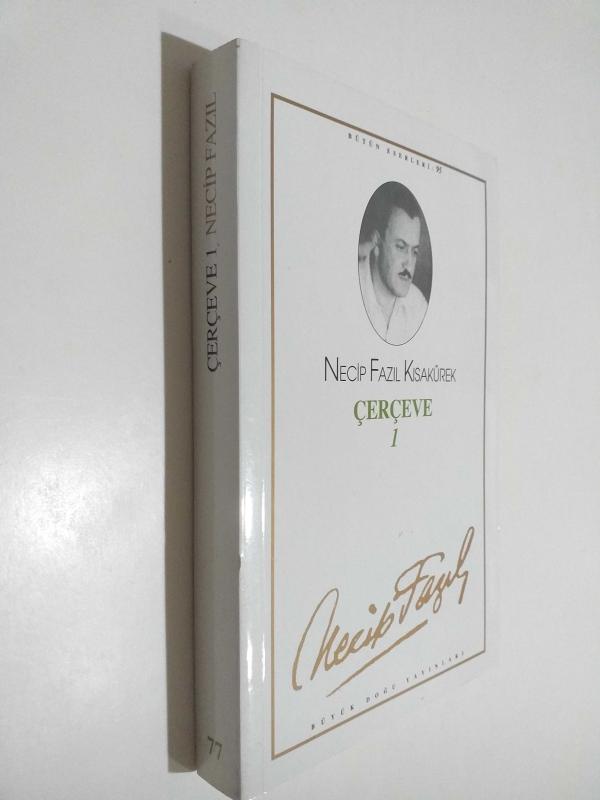 ÇERÇEVE 1, NECİP FAZIL
77
BÜTÜN ESERLERİ: 95
NECİP FAZIL KISAKÜREK
ÇERÇEVE
1
Necip Fazıl
BÜYÜK DOĞU YAYINLARI